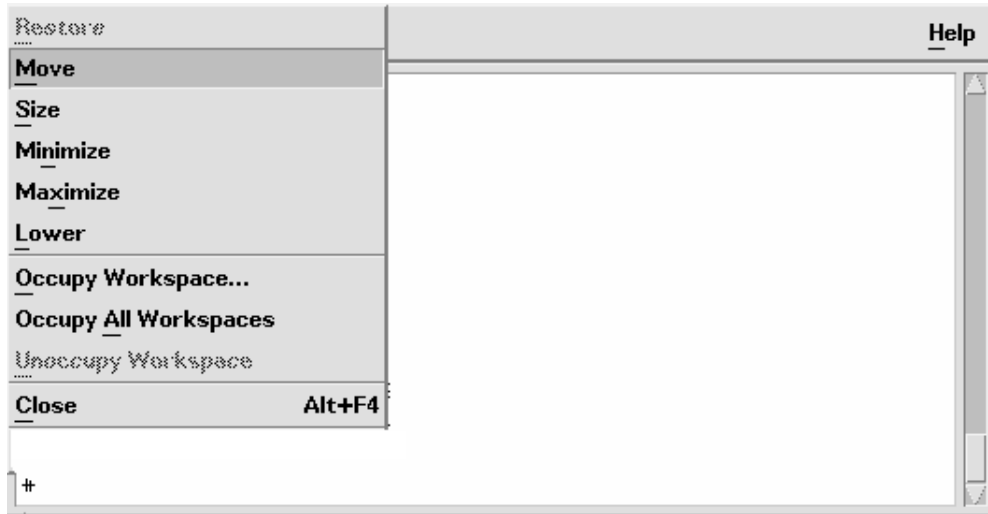 Restore
Help
Move
Size
Minimize
Maximize
Lower
Occupy Workspace...
Occupy All Workspaces
Unoccupy Workspace
Close Alt+F4
#